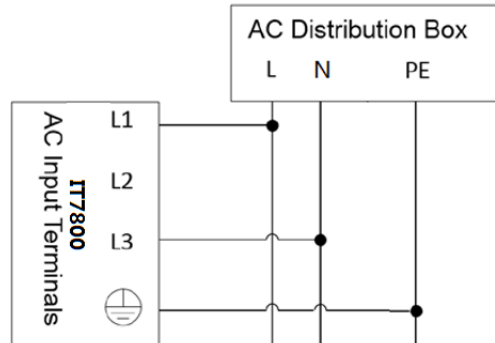 AC Distribution Box
L N PE
AC Input Terminals
IT7800
L1
L2
L3